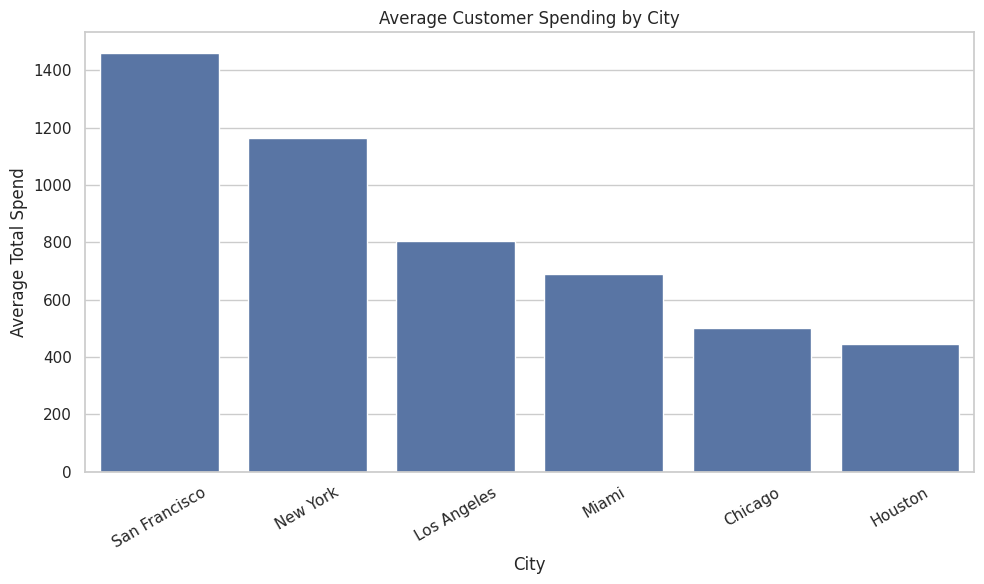 Average Customer Spending by City
Average Total Spend
1400
1200
1000
800
600
400
200
0
San Francisco
New York
Los Angeles
Miami
Chicago
Houston
City